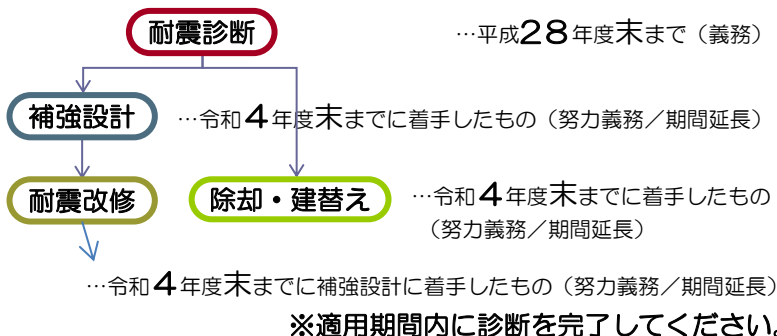 耐震診断
…平成28年度末まで（義務）
補強設計
…令和4年度末までに着手したもの（努力義務／期間延長）
耐震改修
除却・建替え
…令和4年度末までに着手したもの
（努力義務／期間延長）
…令和4年度末までに補強設計に着手したもの（努力義務／期間延長）
※適用期間内に診断を完了してください。